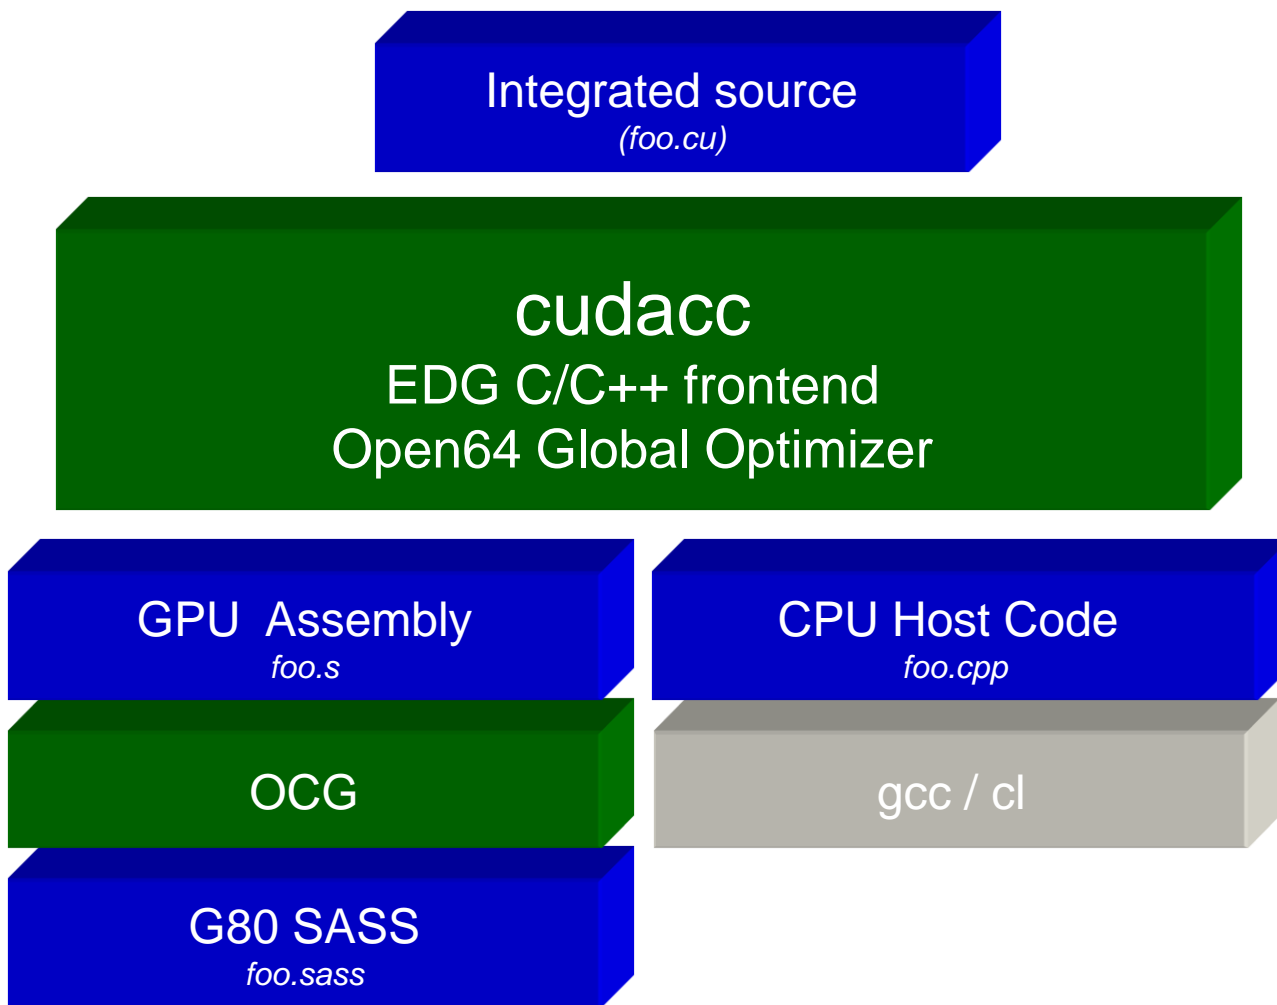 Integrated source
(foo.cu)
cudacc
EDG C/C++ frontend
Open64 Global Optimizer
GPU  Assembly
foo.s
CPU Host Code
foo.cpp
OCG
gcc / cl
G80 SASS
foo.sass